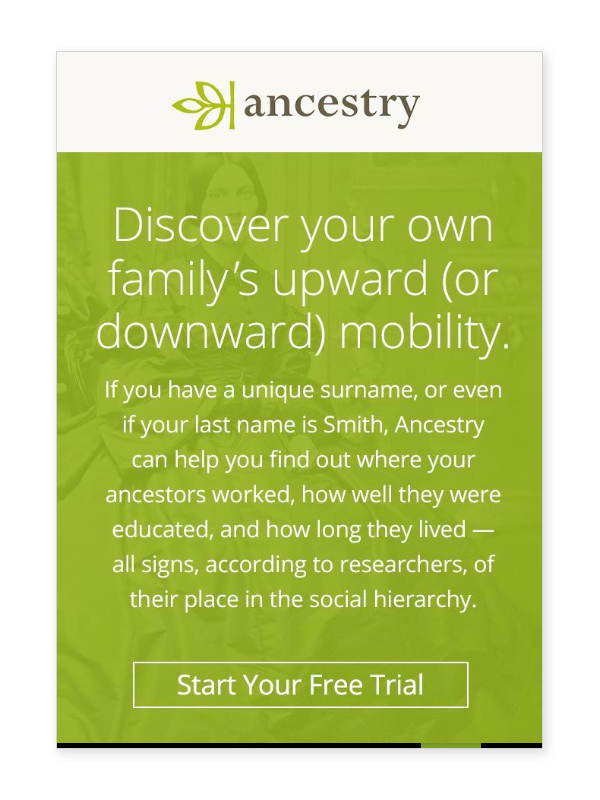 ancestry
Discover your own
family’s upward (or
downward) mobility.
If you have a unique surname, or even
if your last name is Smith, Ancestry
can help you find out where your
ancestors worked, how well they were
educated, and how long they lived —
all signs, according to researchers, of
their place in the social hierarchy.
Start Your Free Trial